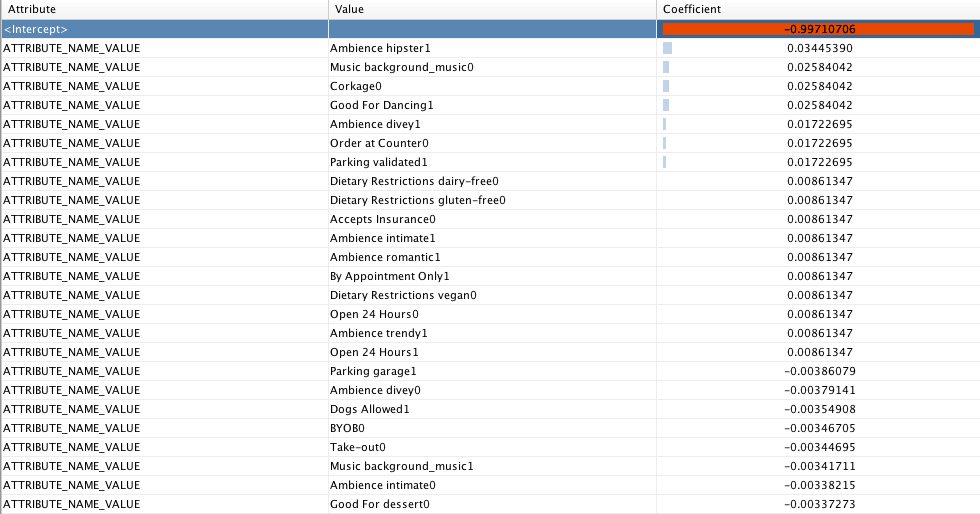 Attribute Value Coefficient
<Intercept> −0.99710706
ATTRIBUTE_NAME_VALUE Ambience hipster1 0.03445390
ATTRIBUTE_NAME_VALUE Music background_music0 0.02584042
ATTRIBUTE_NAME_VALUE Corkage0 0.02584042
ATTRIBUTE_NAME_VALUE Good For Dancing1 0.02584042
ATTRIBUTE_NAME_VALUE Ambience divey1 0.01722695
ATTRIBUTE_NAME_VALUE Order at Counter0 0.01722695
ATTRIBUTE_NAME_VALUE Parking validated1 0.01722695
ATTRIBUTE_NAME_VALUE Dietary Restrictions dairy−free0 0.00861347
ATTRIBUTE_NAME_VALUE Dietary Restrictions gluten−free0 0.00861347
ATTRIBUTE_NAME_VALUE Accepts Insurance0 0.00861347
ATTRIBUTE_NAME_VALUE Ambience intimate1 0.00861347
ATTRIBUTE_NAME_VALUE Ambience romantic1 0.00861347
ATTRIBUTE_NAME_VALUE By Appointment Only1 0.00861347
ATTRIBUTE_NAME_VALUE Dietary Restrictions vegan0 0.00861347
ATTRIBUTE_NAME_VALUE Open 24 Hours0 0.00861347
ATTRIBUTE_NAME_VALUE Ambience trendy1 0.00861347
ATTRIBUTE_NAME_VALUE Open 24 Hours1 0.00861347
ATTRIBUTE_NAME_VALUE Parking garage1 −0.00386079
ATTRIBUTE_NAME_VALUE Ambience divey0 −0.00379141
ATTRIBUTE_NAME_VALUE Dogs Allowed1 −0.00354908
ATTRIBUTE_NAME_VALUE BYOB0 −0.00346705
ATTRIBUTE_NAME_VALUE Take−out0 −0.00344695
ATTRIBUTE_NAME_VALUE Music background_music1 −0.00341711
ATTRIBUTE_NAME_VALUE Ambience intimate0 −0.00338215
ATTRIBUTE_NAME_VALUE Good For dessert0 −0.00337273